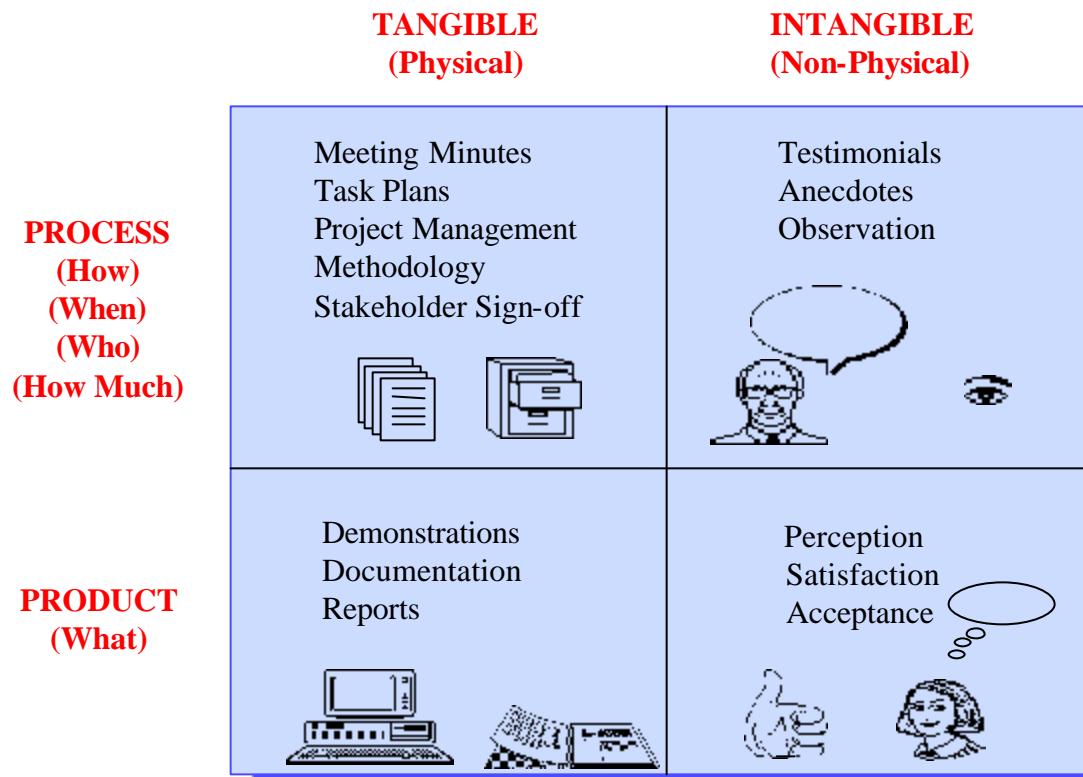 TANGIBLE
(Physical)
INTANGIBLE
(Non-Physical)
PROCESS
(How)
(When)
(Who)
(How Much)
Meeting Minutes
Task Plans
Project Management
Methodology
Stakeholder Sign-off
Testimonials
Anecdotes
Observation
PRODUCT
(What)
Demonstrations
Documentation
Reports
Perception
Satisfaction
Acceptance